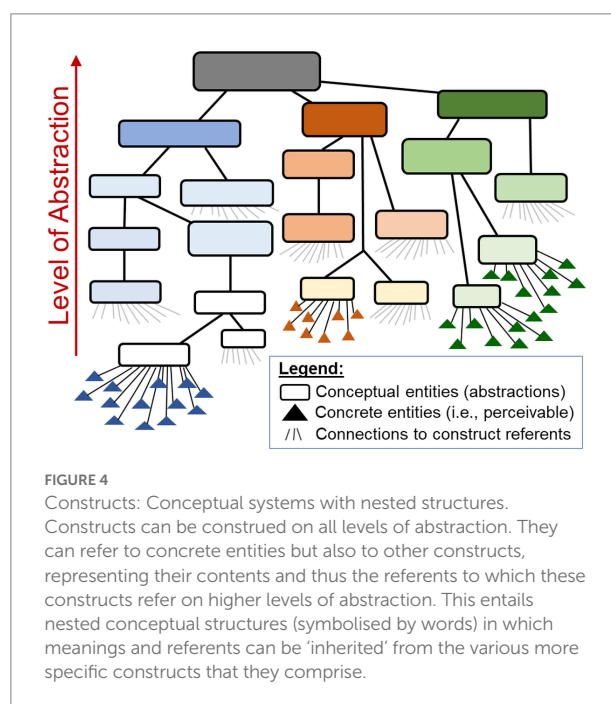 Level of Abstraction
Legend:
Conceptual entities (abstractions)
Concrete entities (i.e., perceivable)
Connections to construct referents
FIGURE 4
Constructs: Conceptual systems with nested structures.
Constructs can be construed on all levels of abstraction. They
can refer to concrete entities but also to other constructs,
representing their contents and thus the referents to which these
constructs refer on higher levels of abstraction. This entails
nested conceptual structures (symbolised by words) in which
meanings and referents can be ‘inherited’ from the various more
specific constructs that they comprise.